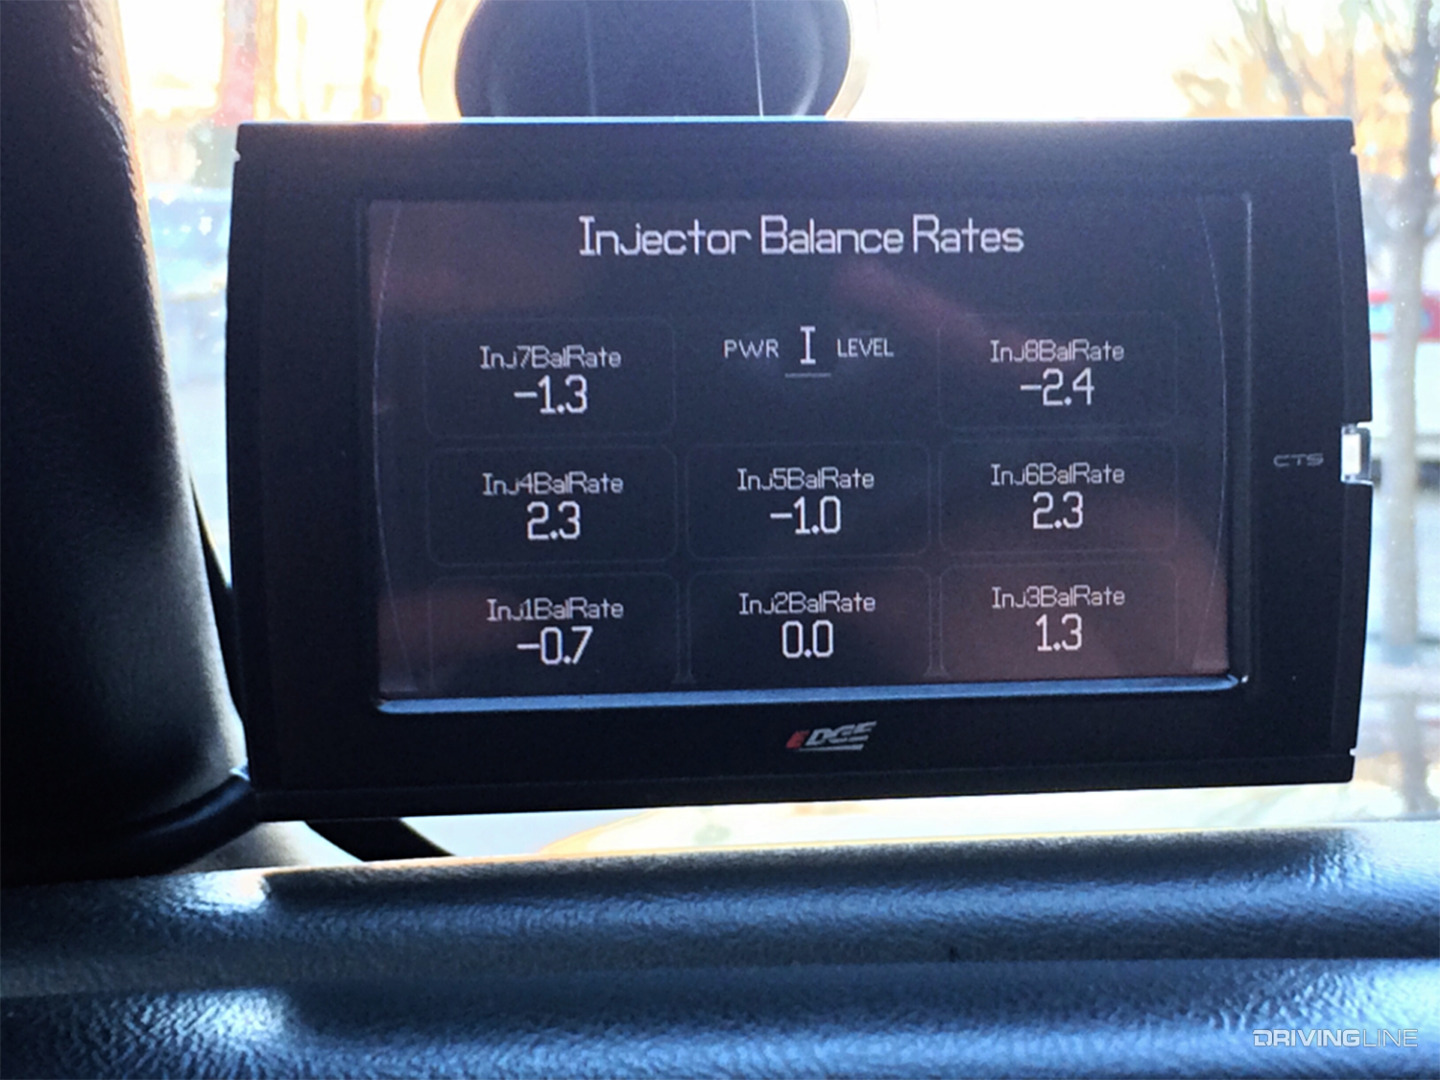 Injector Balance Rates
PWR I LEVEL
Inj7BalRate
-1.3
Inj8BalRate
-2.4
Inj4BalRate
2.3
Inj5BalRate
-1.0
Inj6BalRate
2.3
Inj1BalRate
-0.7
Inj2BalRate
0.0
Inj3BalRate
1.3
CTS
EDGE
DRIVINGLINE